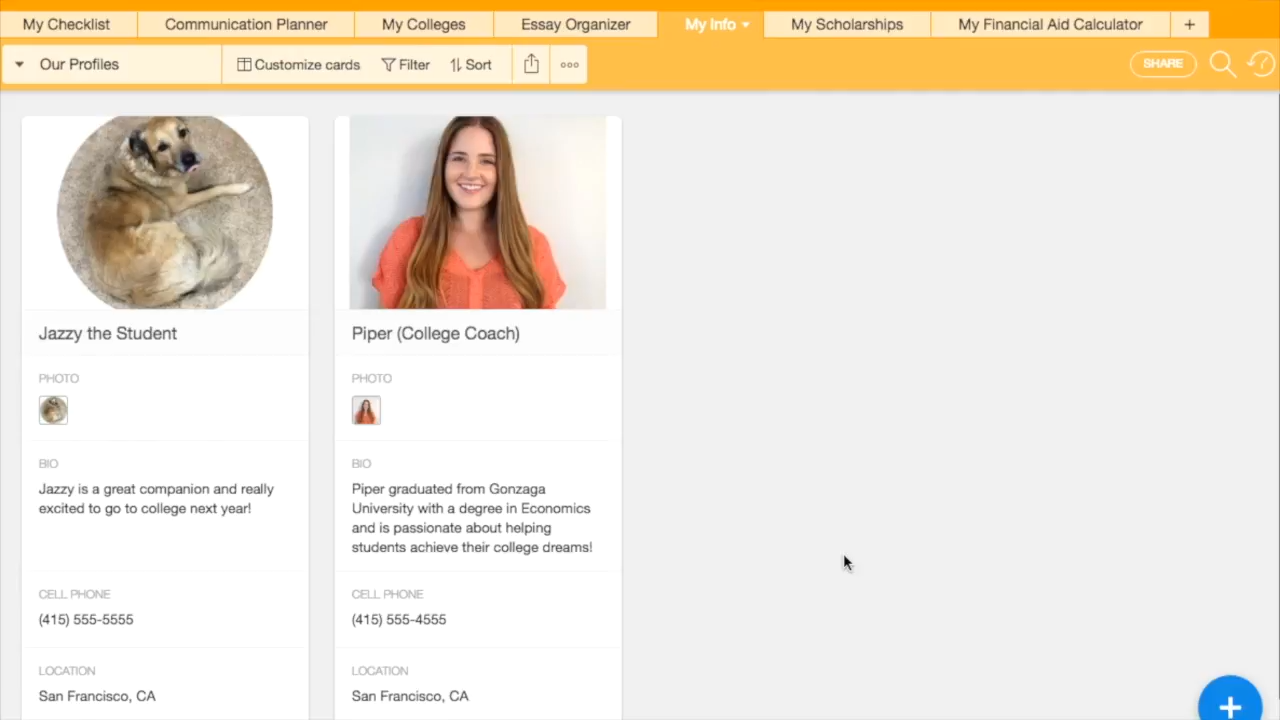 My Checklist
Communication Planner
My Colleges
Essay Organizer
My Info
My Scholarships
My Financial Aid Calculator
+
Our Profiles
Customize cards
Filter
Sort
SHARE
Jazzy the Student
PHOTO
BIO
Jazzy is a great companion and really
excited to go to college next year!
CELL PHONE
(415) 555-5555
LOCATION
San Francisco, CA
Piper (College Coach)
PHOTO
BIO
Piper graduated from Gonzaga
University with a degree in Economics
and is passionate about helping
students achieve their college dreams!
CELL PHONE
(415) 555-4555
LOCATION
San Francisco, CA
+